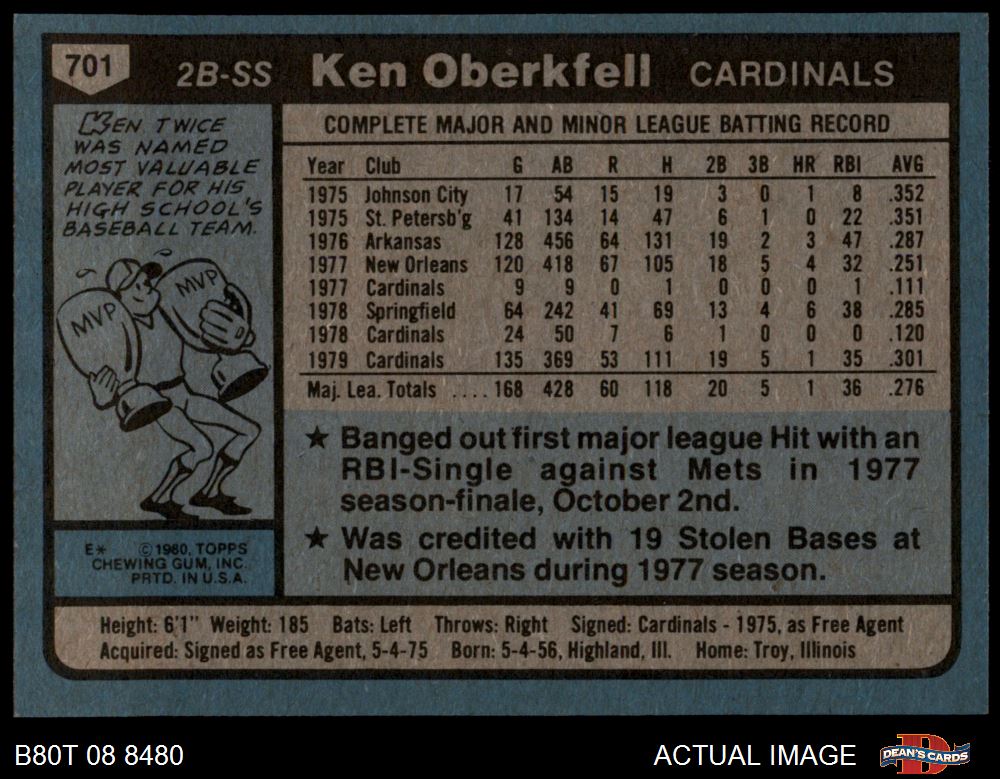 701 2B-SS Ken Oberkfell CARDINALS
KEN TWICE
WAS NAMED
MOST VALUABLE
PLAYER FOR HIS
HIGH SCHOOL'S
BASEBALL TEAM.
MVP MVP
E* © 1980, TOPPS
CHEWING GUM, INC.
PRTD. IN U.S.A.
COMPLETE MAJOR AND MINOR LEAGUE BATTING RECORD
Year Club G AB R H 2B 3B HR RBI AVG
1975 Johnson City 17 54 15 19 3 0 1 8 .352
1975 St. Petersb'g 41 134 14 47 6 1 0 22 .351
1976 Arkansas 128 456 64 131 19 2 3 47 .287
1977 New Orleans 120 418 67 105 18 5 4 32 .251
1977 Cardinals 9 9 0 1 0 0 0 1 .111
1978 Springfield 64 242 41 69 13 4 6 38 .285
1978 Cardinals 24 50 7 6 1 0 0 0 .120
1979 Cardinals 135 369 53 111 19 5 1 35 .301
Maj. Lea. Totals .... 168 428 60 118 20 5 1 36 .276
★ Banged out first major league Hit with an
RBI-Single against Mets in 1977
season-finale, October 2nd.
★ Was credited with 19 Stolen Bases at
New Orleans during 1977 season.
Height: 6'1" Weight: 185 Bats: Left Throws: Right Signed: Cardinals - 1975, as Free Agent
Acquired: Signed as Free Agent, 5-4-75 Born: 5-4-56, Highland, Ill. Home: Troy, Illinois
B80T 08 8480 ACTUAL IMAGE D DEAN'S CARDS